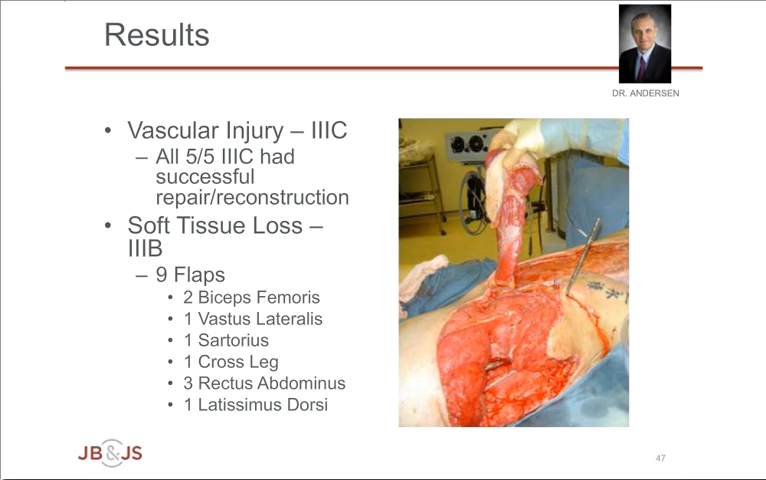 Results
DR. ANDERSEN
• Vascular Injury – IIIC
– All 5/5 IIIC had
successful
repair/reconstruction
• Soft Tissue Loss –
IIIB
– 9 Flaps
• 2 Biceps Femoris
• 1 Vastus Lateralis
• 1 Sartorius
• 1 Cross Leg
• 3 Rectus Abdominus
• 1 Latissimus Dorsi
JB&JS
47